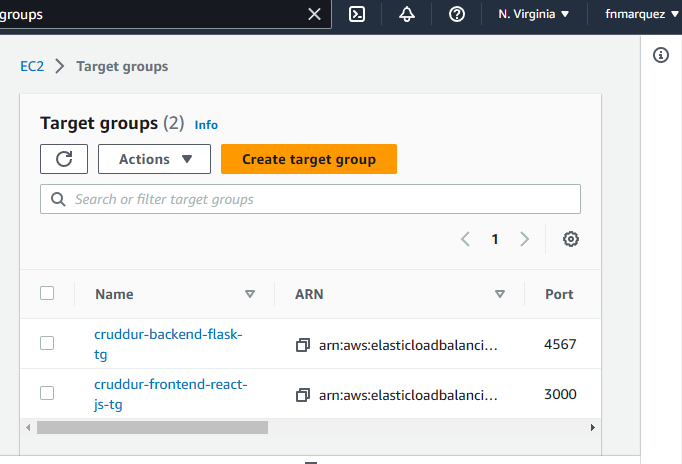 groups
N. Virginia
fnmarquez
EC2 Target groups
Target groups (2) Info
Actions
Create target group
Search or filter target groups
1
Name ARN Port
cruddur-backend-flask-
tg
arn:aws:elasticloadbalanci... 4567
cruddur-frontend-react-
js-tg
arn:aws:elasticloadbalanci... 3000